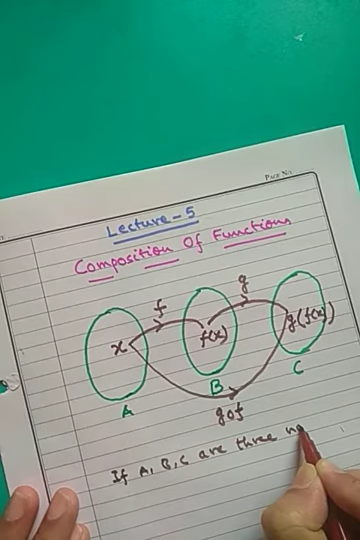 PAGE NO.
Lecture - 5
Composition Of Functions
f g
x f(x) g(f(x))
A B C
gof
If A, B, C are three